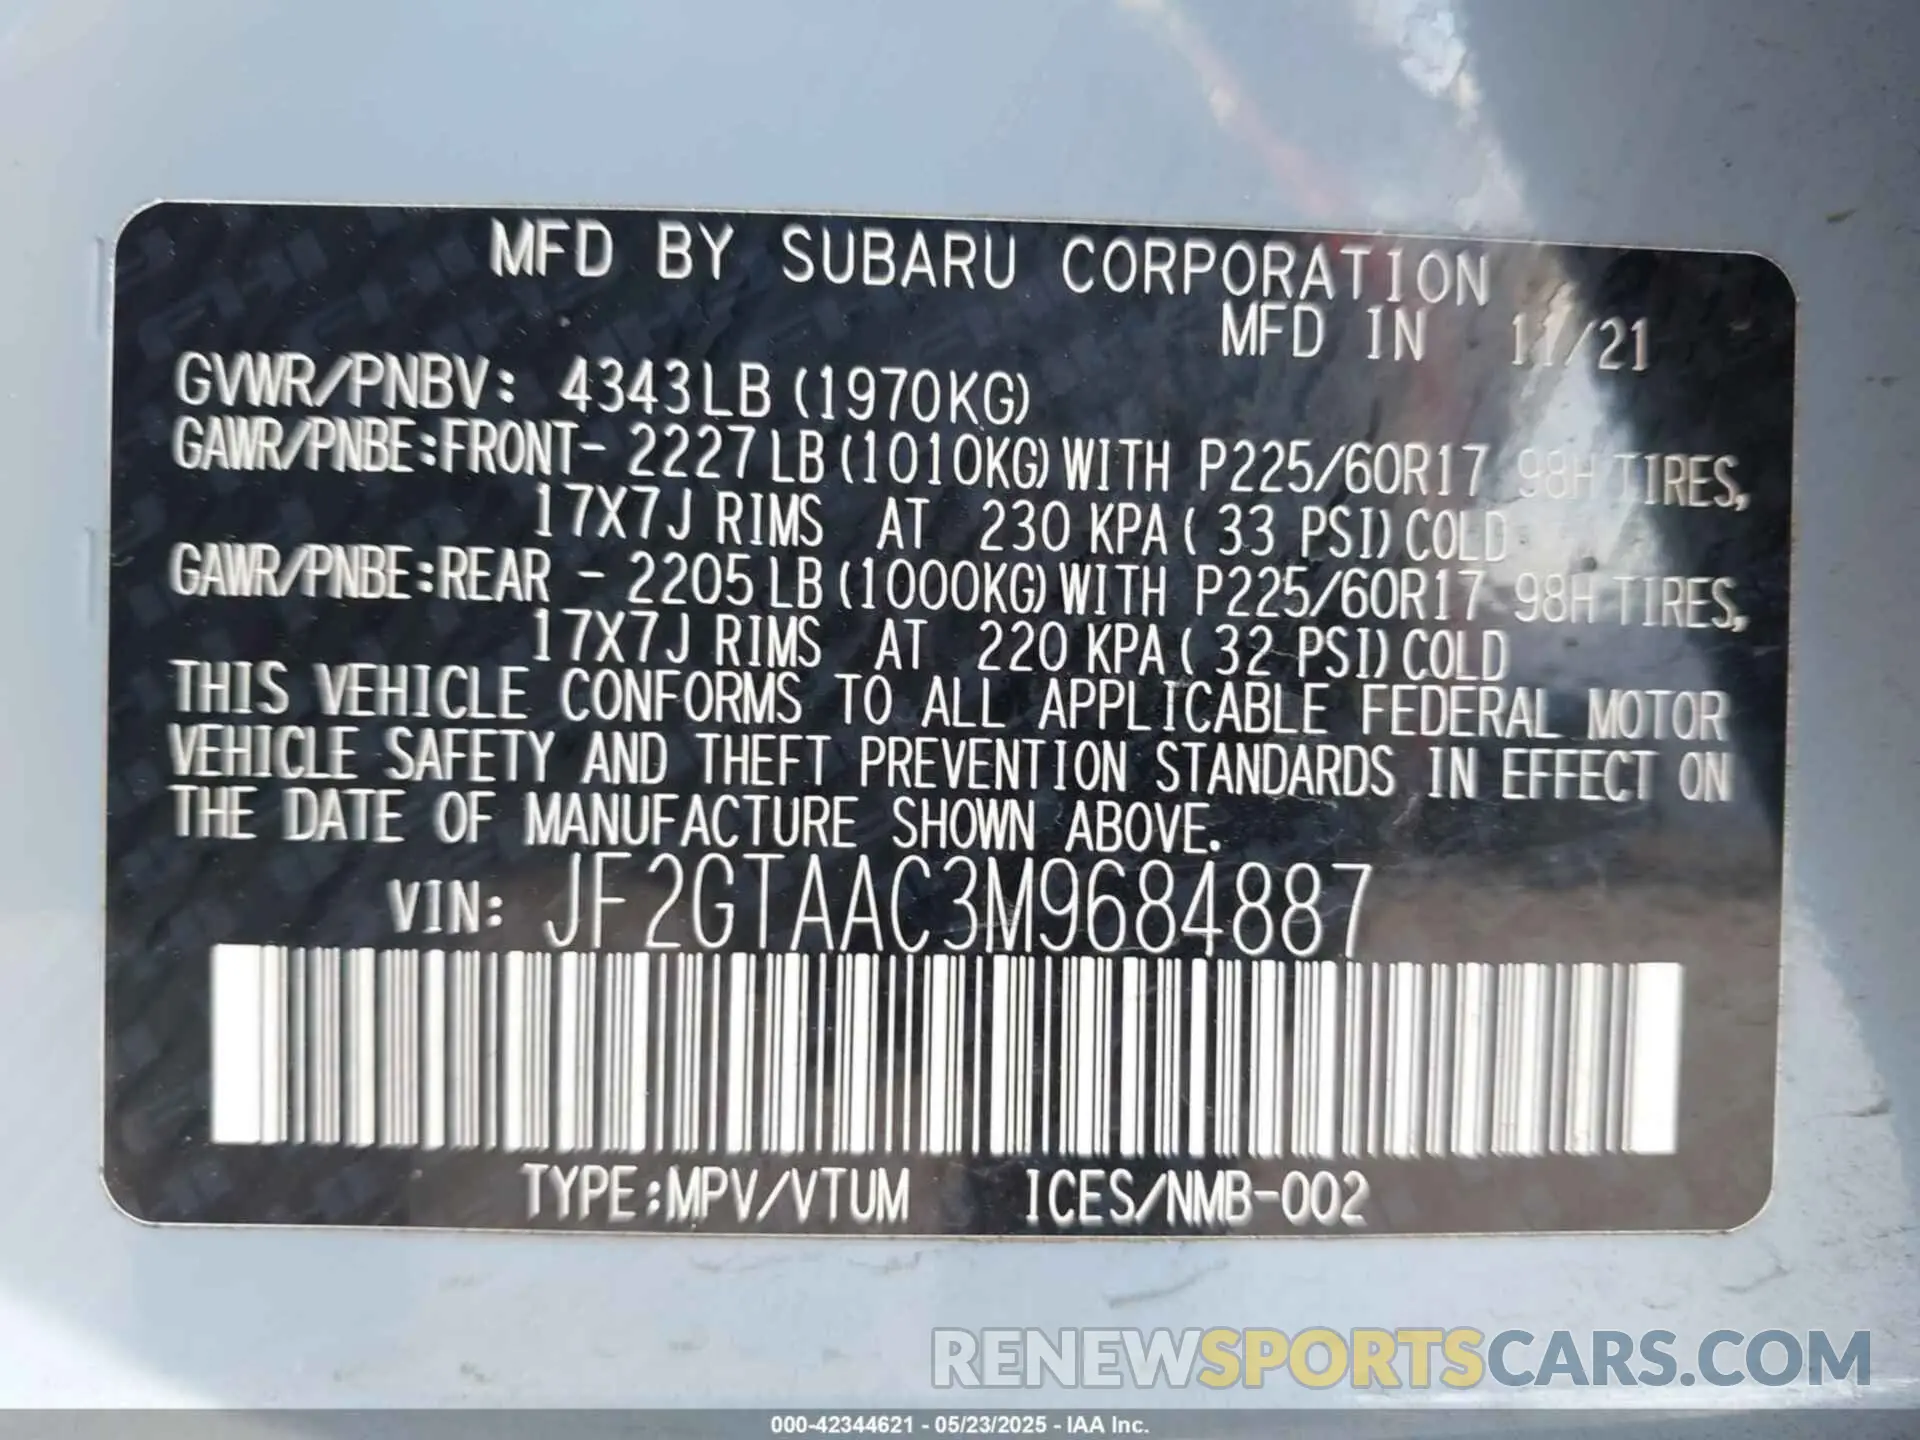 MFD BY SUBARU CORPORATION
MFD IN 11/21
GVWR/PNBV: 4343LB (1970KG)
GAWR/PNBE:FRONT- 2227LB (1010KG) WITH P225/60R17 98H TIRES,
17X7J RIMS AT 230 KPA ( 33 PSI) COLD
GAWR/PNBE:REAR - 2205LB (1000KG) WITH P225/60R17 98H TIRES,
17X7J RIMS AT 220 KPA ( 32 PSI) COLD
THIS VEHICLE CONFORMS TO ALL APPLICABLE FEDERAL MOTOR
VEHICLE SAFETY AND THEFT PREVENTION STANDARDS IN EFFECT ON
THE DATE OF MANUFACTURE SHOWN ABOVE.
VIN: JF2GTAAC3M9684887
TYPE:MPV/VTUM ICES/NMB-002
RENEWSPORTSCARS.COM
000-42344621 - 05/23/2025 - IAA Inc.